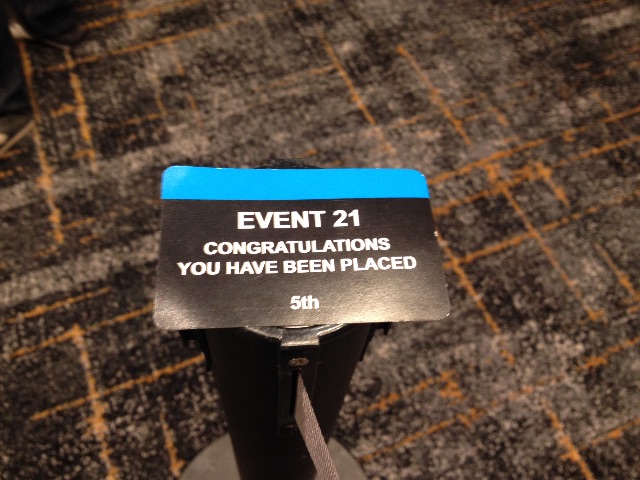 EVENT 21
CONGRATULATIONS
YOU HAVE BEEN PLACED
5th